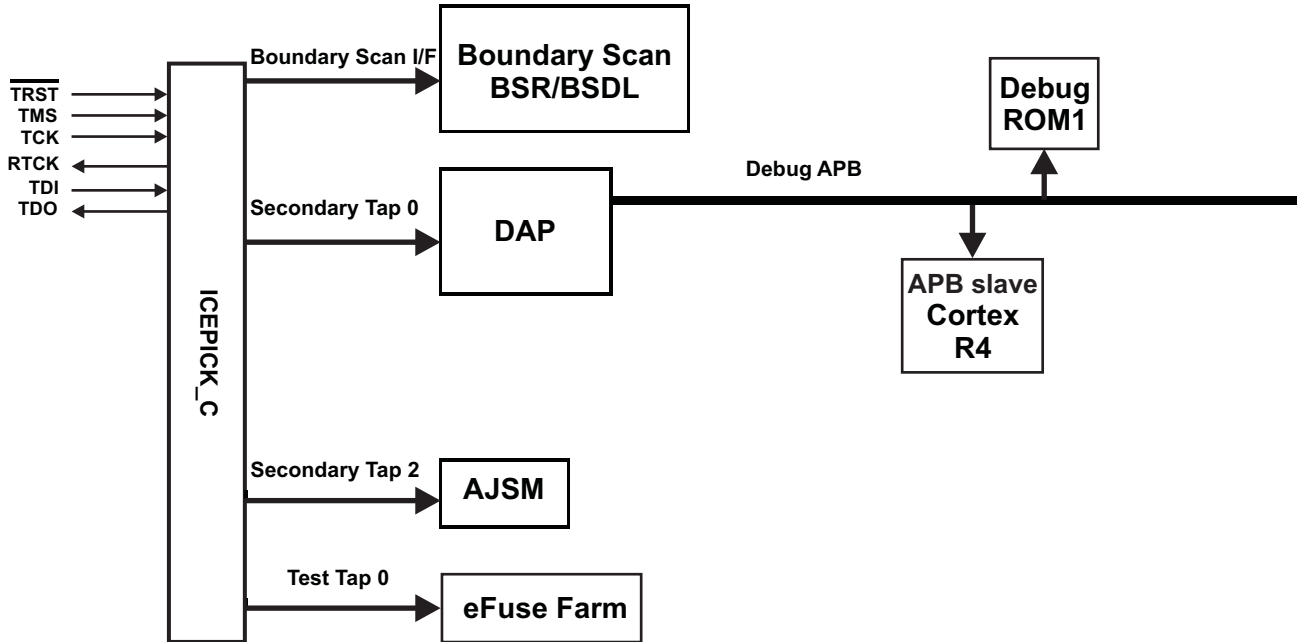 Boundary Scan I/F
Boundary Scan
BSR/BSDL
TRST
TMS
TCK
RTCK
TDI
TDO
ICEPICK_C
Secondary Tap 0
DAP
Debug APB
Debug
ROM1
APB slave
Cortex
R4
Secondary Tap 2
AJSM
Test Tap 0
eFuse Farm